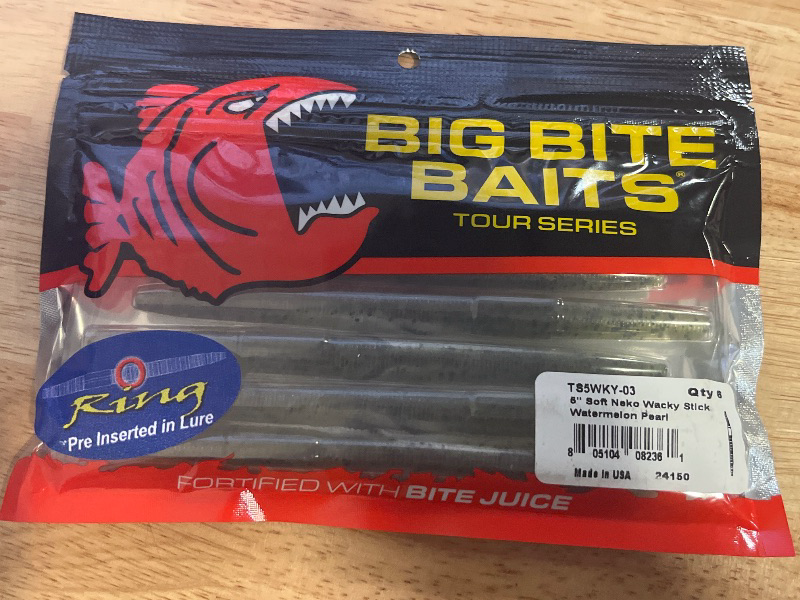 BIG BITE
BAITS®
TOUR SERIES
Ring
*Pre Inserted in Lure
TS5WKY-03 Qty 6
5" Soft Neko Wacky Stick
Watermelon Pearl
8 05104 08236 1
Made in USA 24150
FORTIFIED WITH BITE JUICE